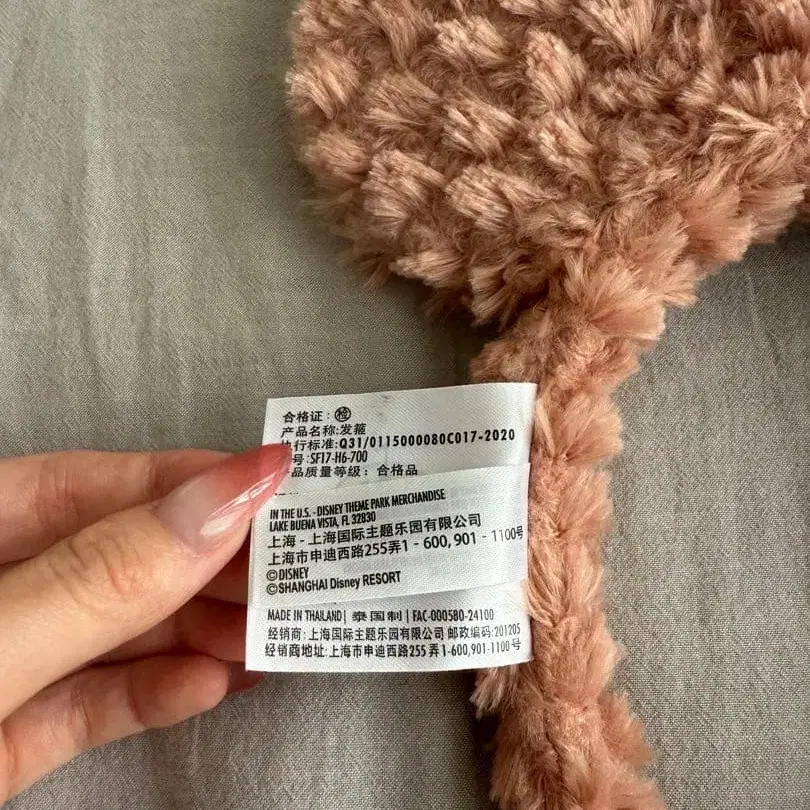 合格证：检
产品名称:发箍
执行标准:Q31/0115000080C017-2020
号:SF17-H6-700
品质量等级：合格品
IN THE U.S. - DISNEY THEME PARK MERCHANDISE
LAKE BUENA VISTA, FL 32830
上海 - 上海国际主题乐园有限公司
上海市申迪西路255弄1 - 600, 901 - 1100号
©DISNEY
©SHANGHAI Disney RESORT
MADE IN THAILAND | 泰国制 | FAC-000580-24100
经销商: 上海国际主题乐园有限公司 邮政编码:201205
经销商地址: 上海市申迪西路255 弄 1-600,901-1100 号